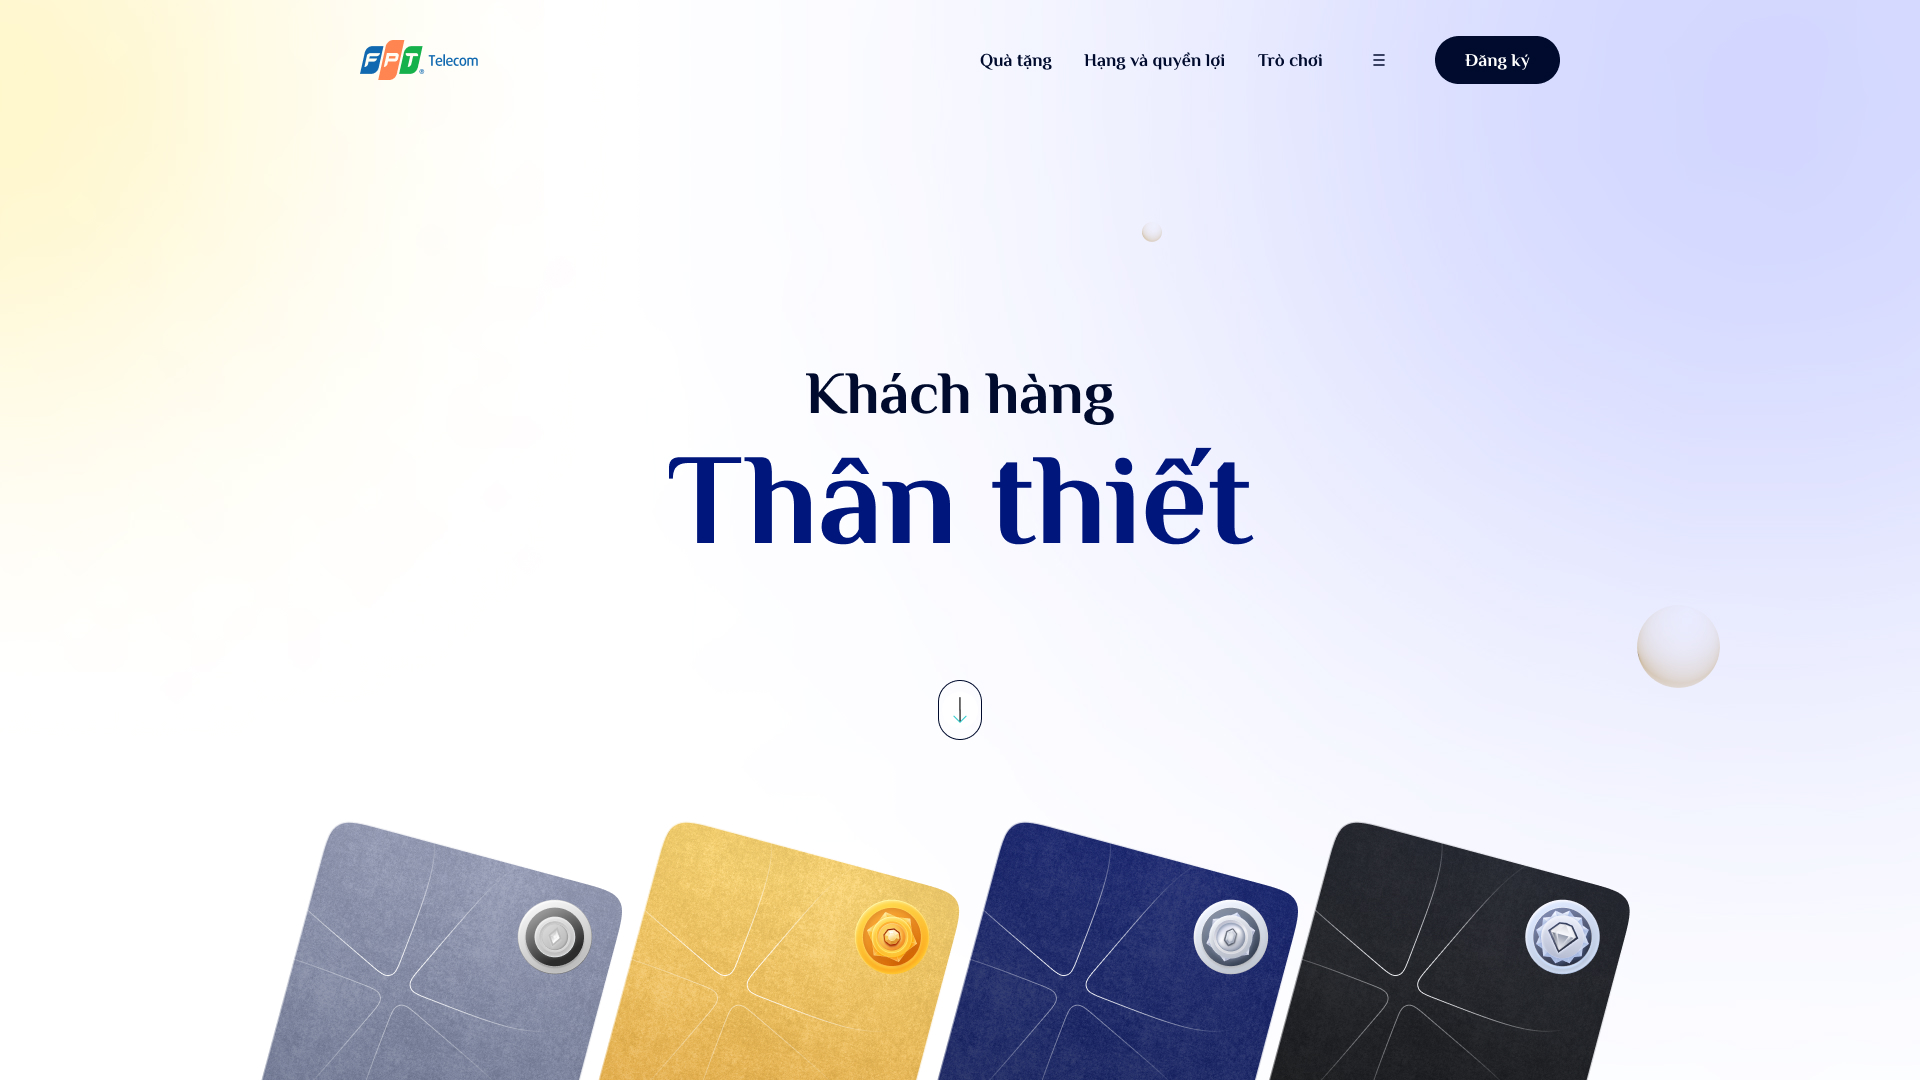 FPT Telecom
Quà tặng
Hạng và quyền lợi
Trò chơi
Đăng ký
Khách hàng
Thân thiết